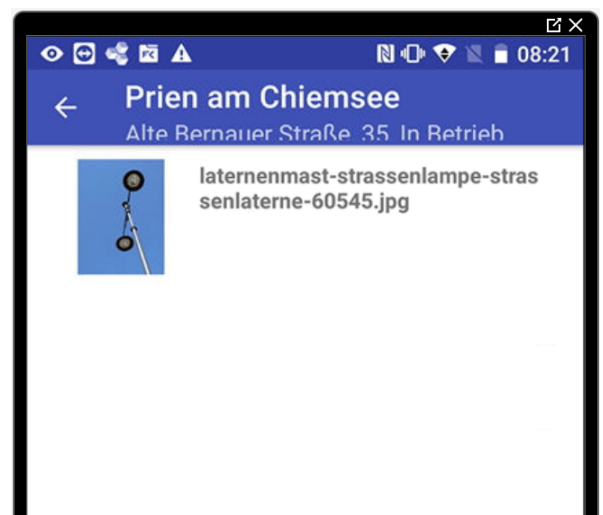 08:21
Prien am Chiemsee
Alte Bernauer Straße 35 In Betrieb
laternenmast-strassenlampe-stras
senlaterne-60545.jpg